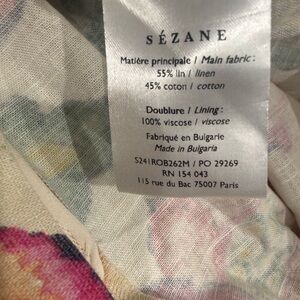 SÉZANE
Matière principale / Main fabric :
55% lin / linen
45% coton / cotton
Doublure / Lining :
100% viscose / viscose
Fabriqué en Bulgarie
Made in Bulgaria
S241ROB262M / PO 29269
RN 154 043
115 rue du Bac 75007 Paris